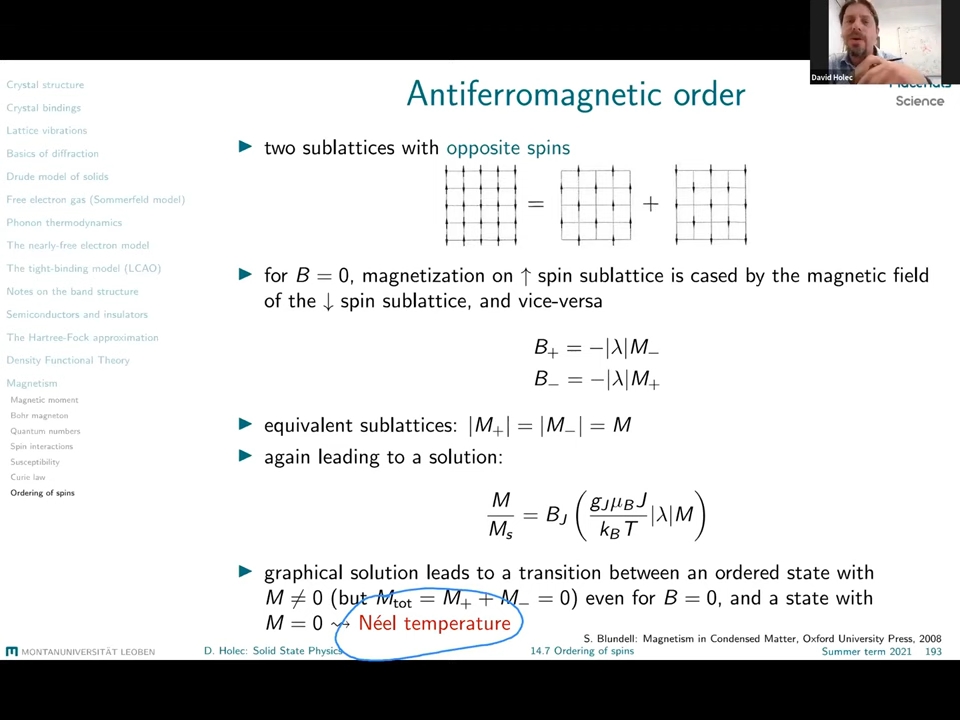 David Holec
Materials
Science
Crystal structure
Crystal bindings
Lattice vibrations
Basics of diffraction
Drude model of solids
Free electron gas (Sommerfeld model)
Phonon thermodynamics
The nearly-free electron model
The tight-binding model (LCAO)
Notes on the band structure
Semiconductors and insulators
The Hartree-Fock approximation
Density Functional Theory
Magnetism
Magnetic moment
Bohr magneton
Quantum numbers
Spin interactions
Susceptibility
Curie law
Ordering of spins
Antiferromagnetic order
▶ two sublattices with opposite spins
= +
▶ for B = 0, magnetization on ↑ spin sublattice is cased by the magnetic field
of the ↓ spin sublattice, and vice-versa
B₊ = −|λ|M₋
B₋ = −|λ|M₊
▶ equivalent sublattices: |M₊| = |M₋| = M
▶ again leading to a solution:
M/Mₛ = B_J (g_J μ_B J / k_B T |λ|M)
▶ graphical solution leads to a transition between an ordered state with
M ≠ 0 (but M_tot = M₊ + M₋ = 0) even for B = 0, and a state with
M = 0 ⇝ Néel temperature
S. Blundell: Magnetism in Condensed Matter, Oxford University Press, 2008
MONTANUNIVERSITÄT LEOBEN D. Holec: Solid State Physics 14.7 Ordering of spins Summer term 2021 193